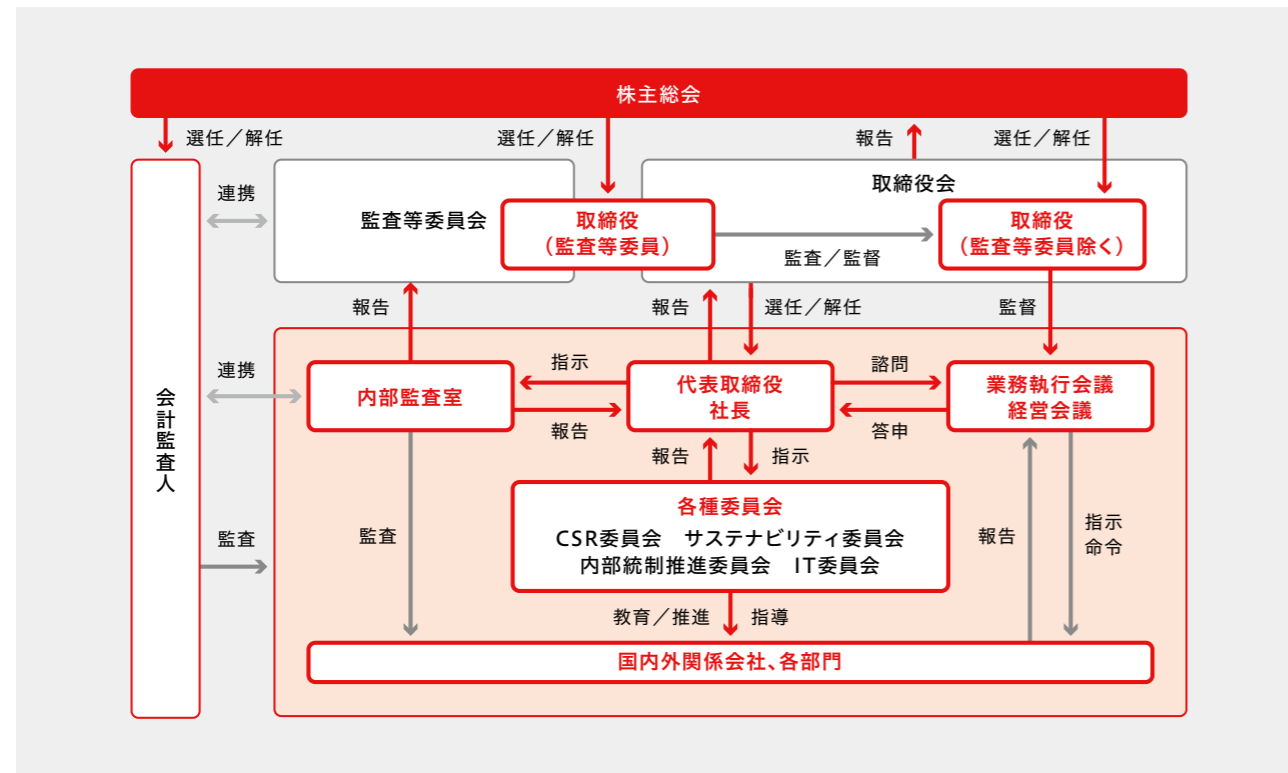 株主総会
選任／解任
選任／解任
報告
選任／解任
連携
監査等委員会
取締役
（監査等委員）
取締役会
監査／監督
取締役
（監査等委員除く）
報告
報告
選任／解任
監督
会計監査人
連携
内部監査室
指示
報告
代表取締役
社長
諮問
答申
業務執行会議
経営会議
報告
指示
各種委員会
CSR委員会　サステナビリティ委員会
内部統制推進委員会　IT委員会
監査
監査
報告
指示
命令
教育／推進
指導
国内外関係会社、各部門